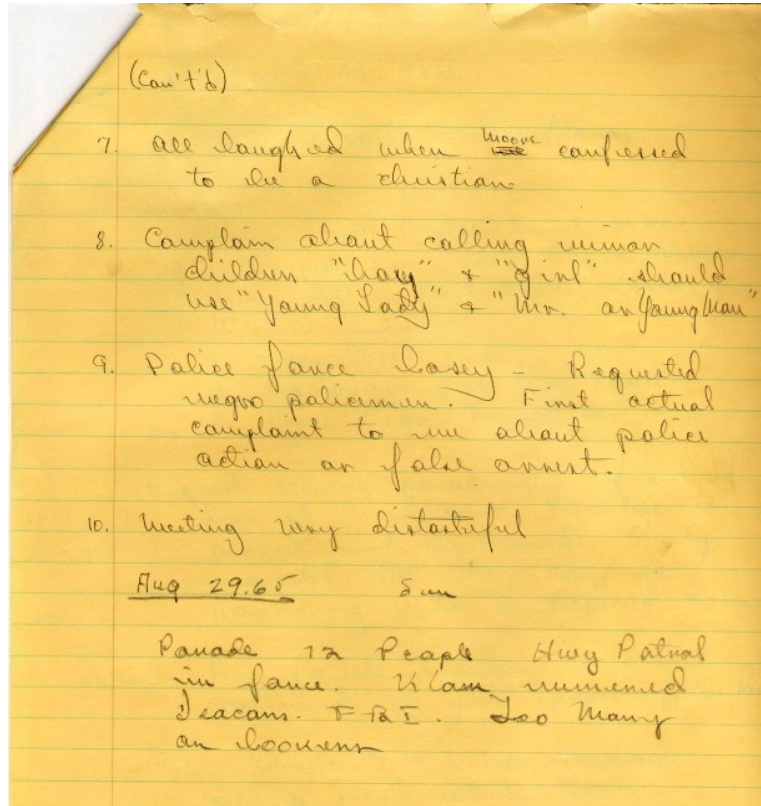 (Con't'd)
7. all laughed when Moore confessed
to be a christian
8. Complain about calling
children "boy" & "girl" should
use "Young Lady" & "Mr. or Young Man"
9. Police force lousy - Requested
negro policemen. First actual
complaint to me about police
action or false arrest.
10. Meeting very distasteful
Aug 29.65 Sun
Parade 12 People Hwy Patrol
in force. Klan rumored
Deacons. FBI. Too Many
on lookers